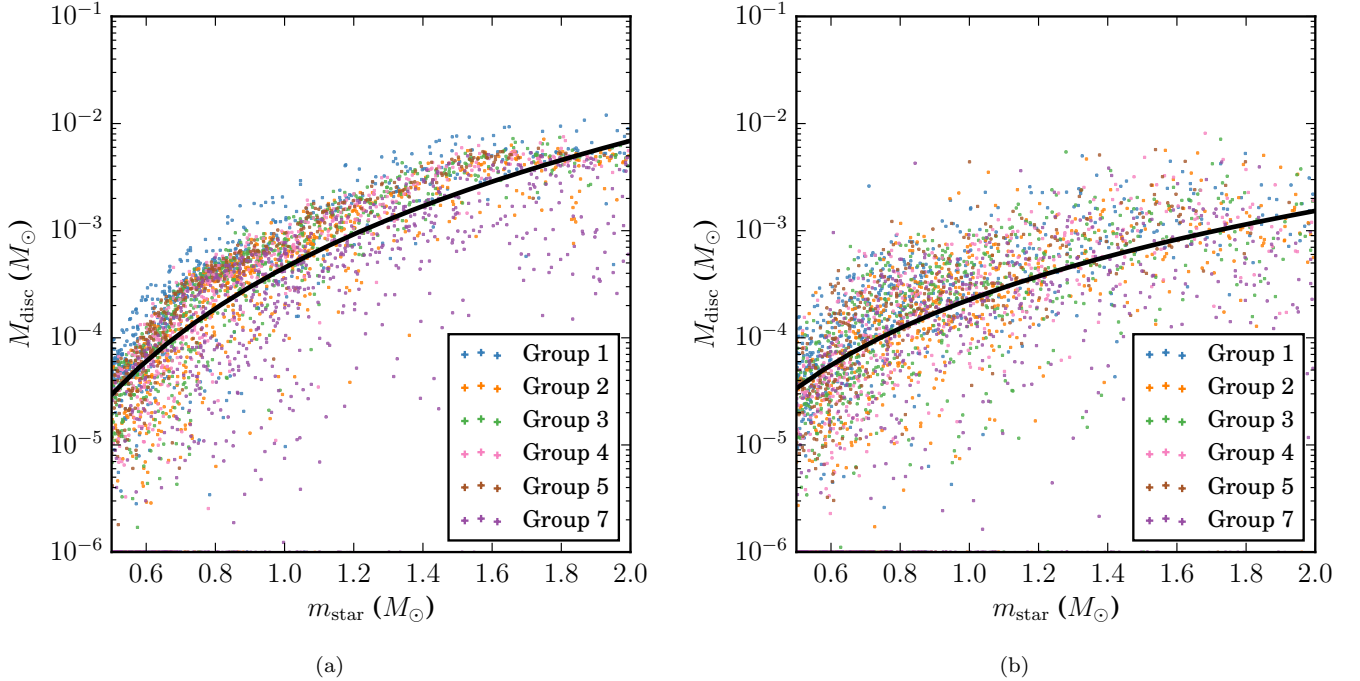 10⁻¹
10⁻²
10⁻³
10⁻⁴
10⁻⁵
10⁻⁶
M_disc (M_⊙)
Group 1
Group 2
Group 3
Group 4
Group 5
Group 7
0.6 0.8 1.0 1.2 1.4 1.6 1.8 2.0
m_star (M_⊙)
(a)
10⁻¹
10⁻²
10⁻³
10⁻⁴
10⁻⁵
10⁻⁶
M_disc (M_⊙)
Group 1
Group 2
Group 3
Group 4
Group 5
Group 7
0.6 0.8 1.0 1.2 1.4 1.6 1.8 2.0
m_star (M_⊙)
(b)